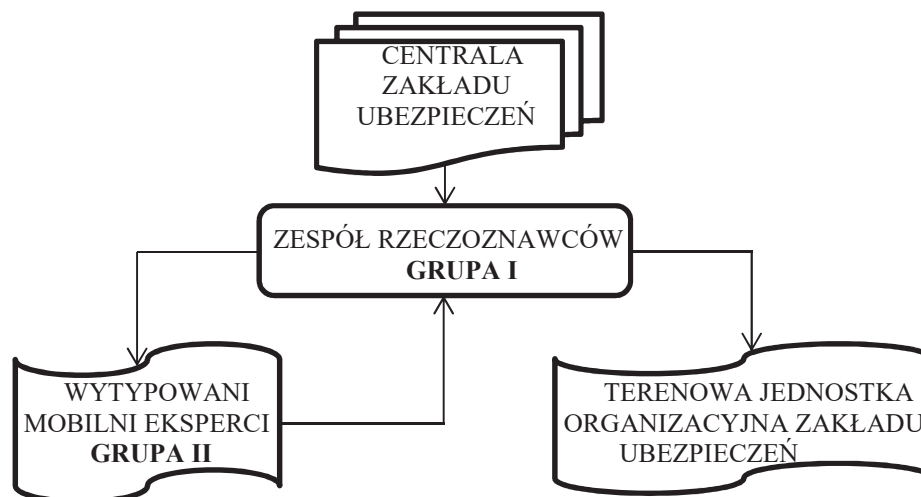 CENTRALA
ZAKŁADU
UBEZPIECZEŃ
ZESPÓŁ RZECZOZNAWCÓW
GRUPA I
WYTYPOWANI
MOBILNI EKSPERCI
GRUPA II
TERENOWA JEDNOSTKA
ORGANIZACYJNA ZAKŁADU
UBEZPIECZEŃ